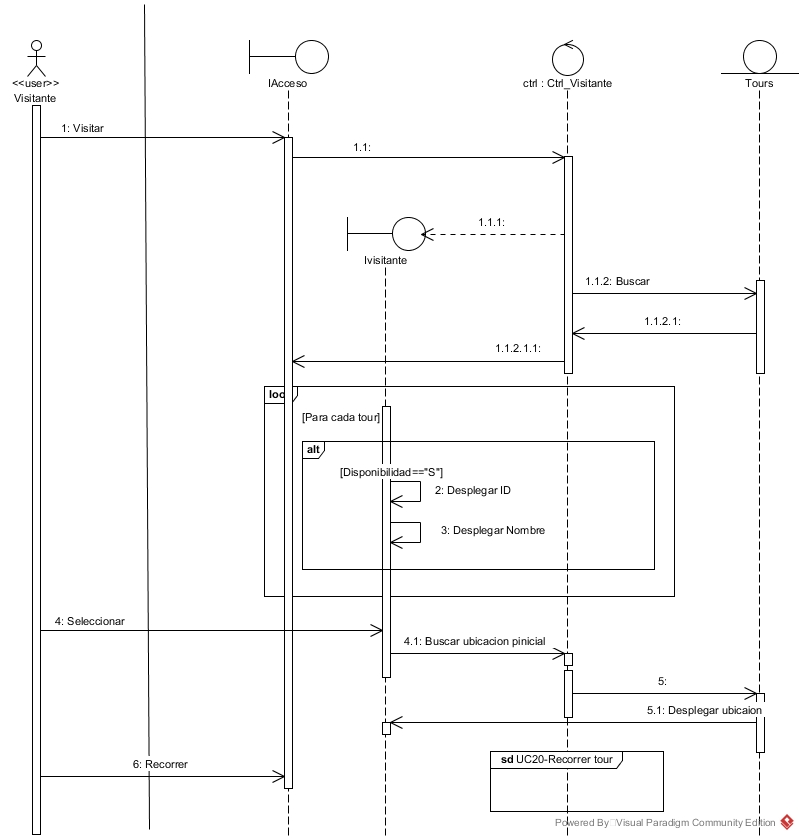 <<user>>
Visitante
IAcceso
ctrl : Ctrl_Visitante
Tours
1: Visitar
1.1:
1.1.1:
Ivisitante
1.1.2: Buscar
1.1.2.1:
1.1.2.1.1:
[Para cada tour]
alt
[Disponibilidad=="S"]
2: Desplegar ID
3: Desplegar Nombre
4: Seleccionar
4.1: Buscar ubicacion pinicial
5:
5.1: Desplegar ubicaion
sd UC20-Recorrer tour
6: Recorrer
Powered By Visual Paradigm Community Edition